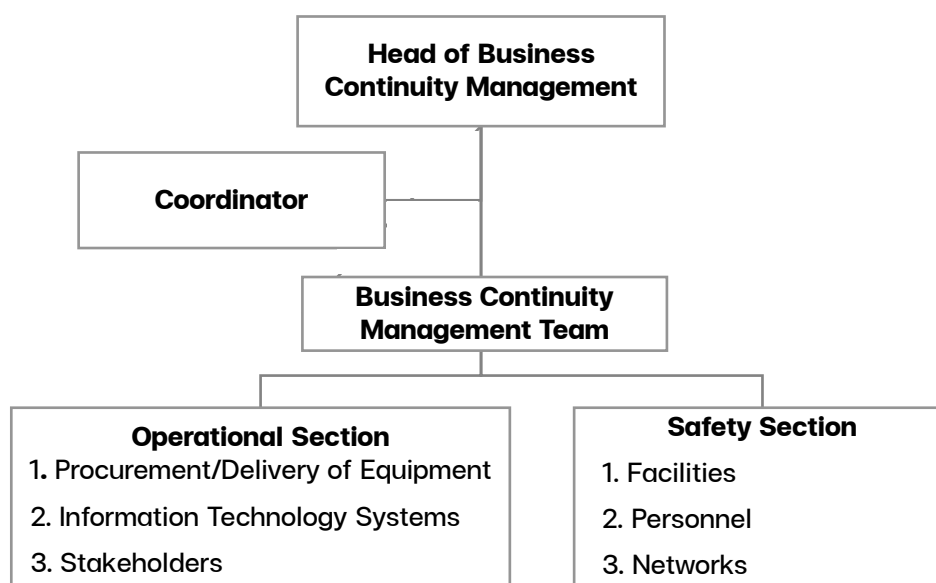 Head of Business
Continuity Management
Coordinator
Business Continuity
Management Team
Operational Section
1. Procurement/Delivery of Equipment
2. Information Technology Systems
3. Stakeholders
Safety Section
1. Facilities
2. Personnel
3. Networks